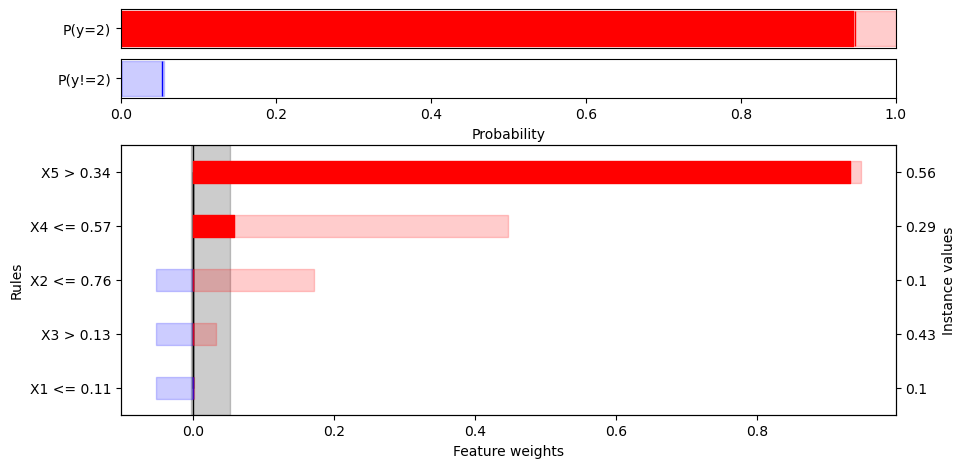 P(y=2)
P(y!=2)
0.0 0.2 0.4 0.6 0.8 1.0
Probability
Rules
X5 > 0.34 0.56
X4 <= 0.57 0.29
X2 <= 0.76 0.1
X3 > 0.13 0.43
X1 <= 0.11 0.1
Instance values
0.0 0.2 0.4 0.6 0.8
Feature weights